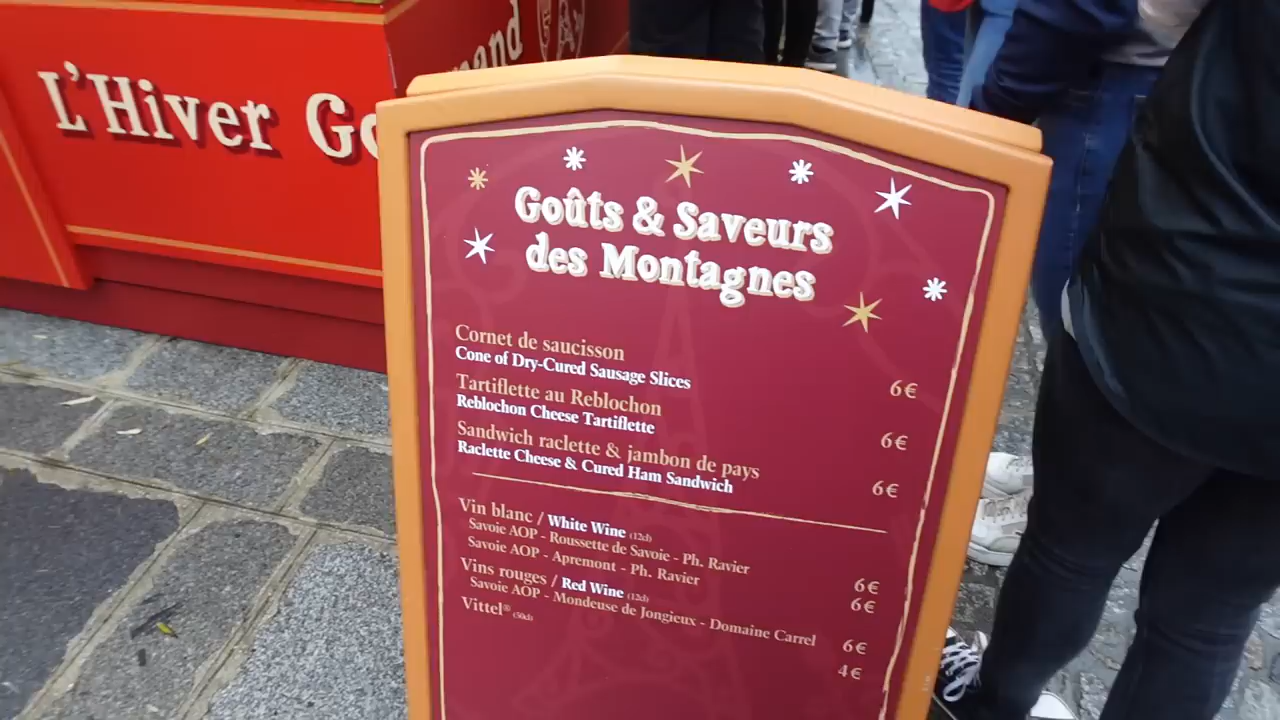 L'Hiver Go
mand
Goûts & Saveurs
des Montagnes
Cornet de saucisson
Cone of Dry-Cured Sausage Slices 6€
Tartiflette au Reblochon
Reblochon Cheese Tartiflette 6€
Sandwich raclette & jambon de pays
Raclette Cheese & Cured Ham Sandwich 6€
Vin blanc / White Wine (12cl)
Savoie AOP - Roussette de Savoie - Ph. Ravier 6€
Savoie AOP - Apremont - Ph. Ravier 6€
Vins rouges / Red Wine (12cl)
Savoie AOP - Mondeuse de Jongieux - Domaine Carrel 6€
Vittel® (50cl) 4€